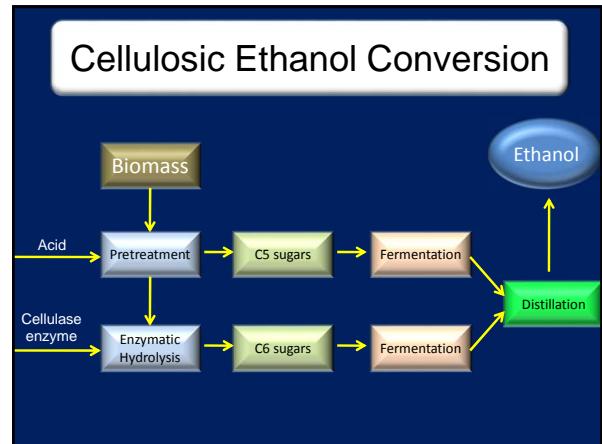 Cellulosic Ethanol Conversion
Biomass
Ethanol
Acid
Pretreatment
C5 sugars
Fermentation
Distillation
Cellulase
enzyme
Enzymatic
Hydrolysis
C6 sugars
Fermentation